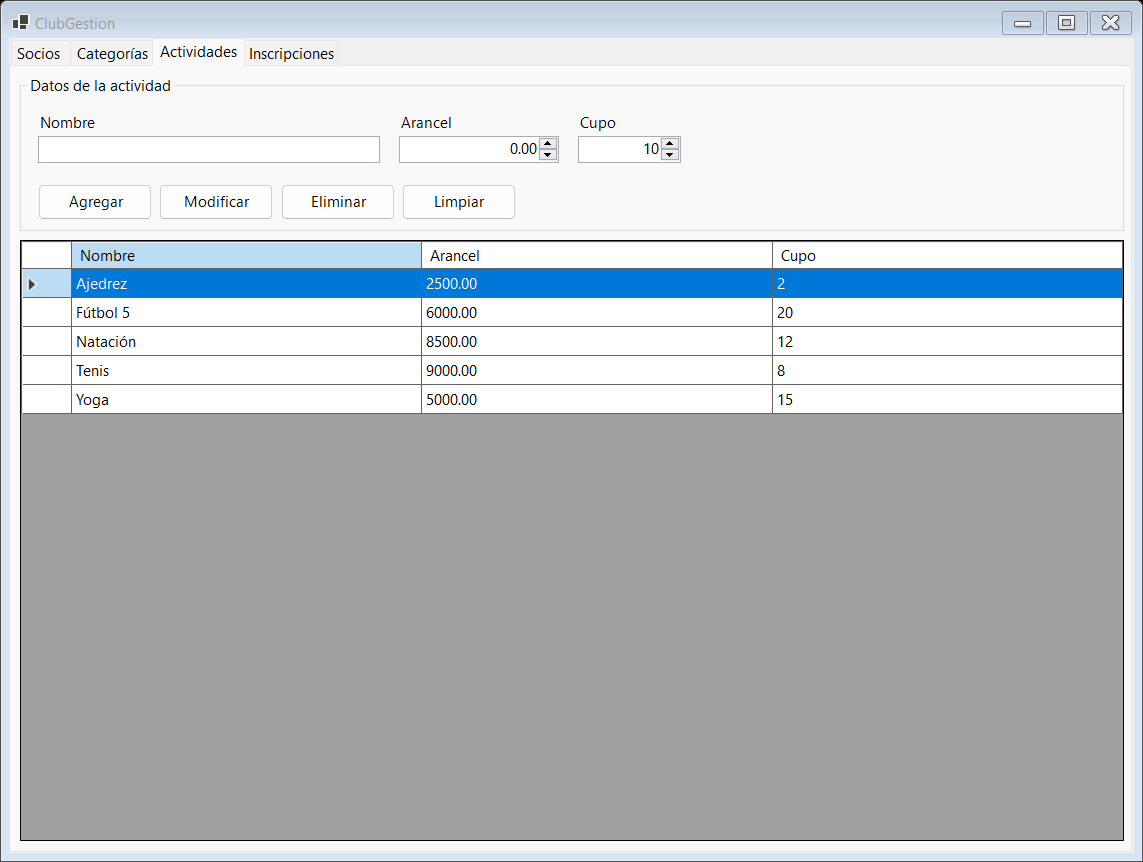 ClubGestion
Socios Categorías Actividades Inscripciones
Datos de la actividad
Nombre Arancel Cupo
0.00 10
Agregar Modificar Eliminar Limpiar
Nombre Arancel Cupo
Ajedrez 2500.00 2
Fútbol 5 6000.00 20
Natación 8500.00 12
Tenis 9000.00 8
Yoga 5000.00 15